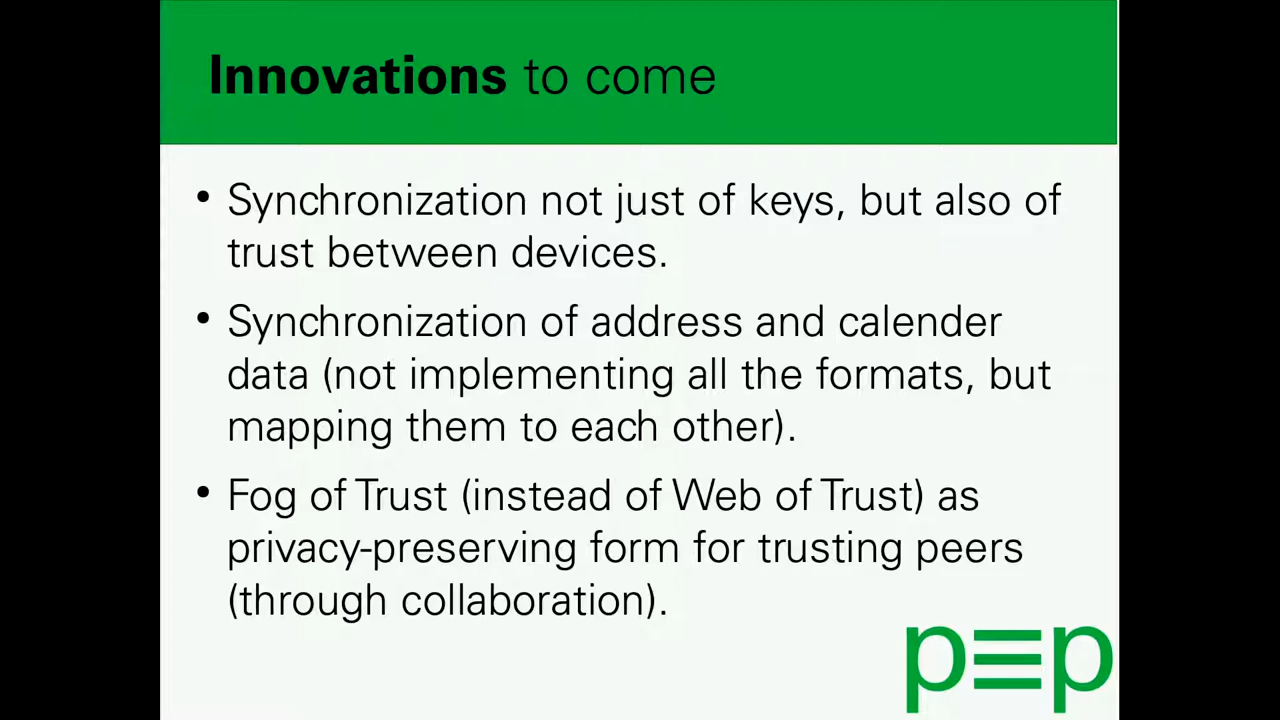 Innovations to come
• Synchronization not just of keys, but also of
trust between devices.
• Synchronization of address and calender
data (not implementing all the formats, but
mapping them to each other).
• Fog of Trust (instead of Web of Trust) as
privacy-preserving form for trusting peers
(through collaboration).
p≡p